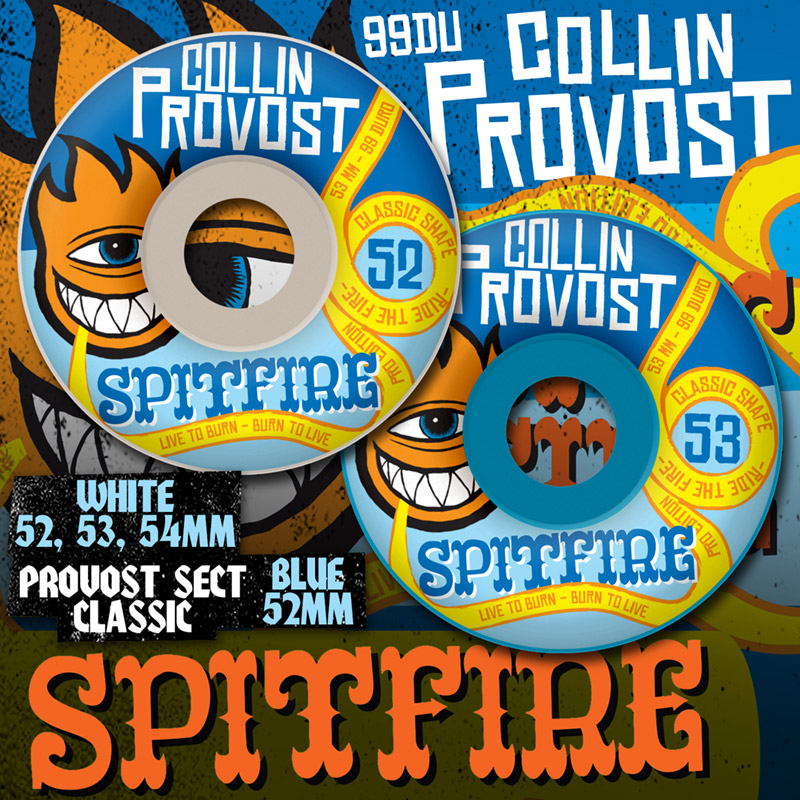 99DU
COLLIN
PROVOST
COLLIN
PROVOST
53 MM - 99 DURO
CLASSIC SHAPE
52
-RIDE THE FIRE-
PRO EDITION
SPITFIRE
LIVE TO BURN - BURN TO LIVE
PRO EDITION
COLLIN
PROVOST
53 MM - 99 DURO
CLASSIC SHAPE
53
-RIDE THE FIRE-
PRO EDITION
SPITFIRE
LIVE TO BURN - BURN TO LIVE
WHITE
52, 53, 54MM
PROVOST SECT
CLASSIC
BLUE
52MM
SPITFIRE